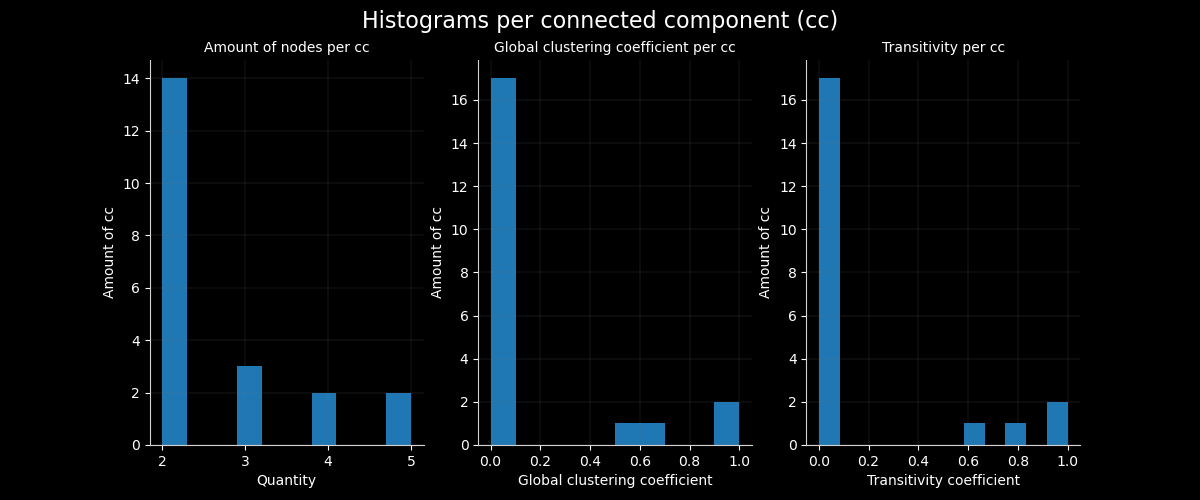 Histograms per connected component (cc)
Amount of nodes per cc
Global clustering coefficient per cc
Transitivity per cc
Amount of cc
14
12
10
8
6
4
2
0
2 3 4 5
Quantity
Amount of cc
16
14
12
10
8
6
4
2
0
0.0 0.2 0.4 0.6 0.8 1.0
Global clustering coefficient
Amount of cc
16
14
12
10
8
6
4
2
0
0.0 0.2 0.4 0.6 0.8 1.0
Transitivity coefficient